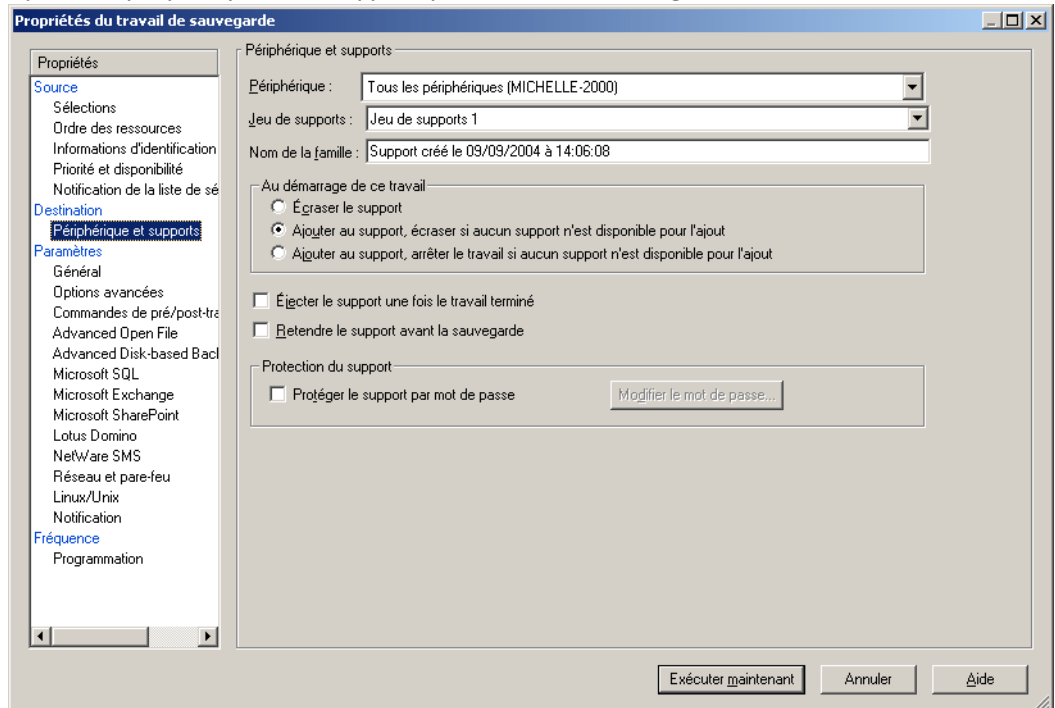 Propriétés du travail de sauvegarde
Propriétés
Source
Sélections
Ordre des ressources
Informations d'identification
Priorité et disponibilité
Notification de la liste de sé
Destination
Périphérique et supports
Paramètres
Général
Options avancées
Commandes de pré/post-tra
Advanced Open File
Advanced Disk-based Bacl
Microsoft SQL
Microsoft Exchange
Microsoft SharePoint
Lotus Domino
NetWare SMS
Réseau et pare-feu
Linux/Unix
Notification
Fréquence
Programmation
Périphérique et supports
Périphérique : Tous les périphériques (MICHELLE-2000)
Jeu de supports : Jeu de supports 1
Nom de la famille : Support créé le 09/09/2004 à 14:06:08
Au démarrage de ce travail
Écraser le support
Ajouter au support, écraser si aucun support n'est disponible pour l'ajout
Ajouter au support, arrêter le travail si aucun support n'est disponible pour l'ajout
Éjecter le support une fois le travail terminé
Retendre le support avant la sauvegarde
Protection du support
Protéger le support par mot de passe
Modifier le mot de passe...
Exécuter maintenant
Annuler
Aide